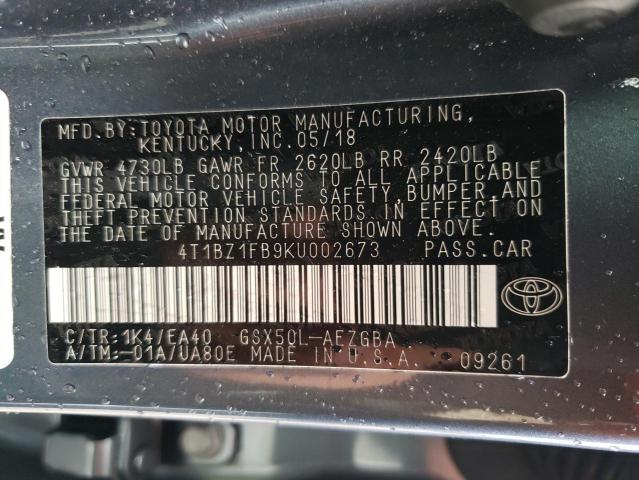 MFD.BY:TOYOTA MOTOR MANUFACTURING,
KENTUCKY, INC.05/18
GVWR 4730LB GAWR FR 2620LB RR 2420LB
THIS VEHICLE CONFORMS TO ALL APPLICABLE
FEDERAL MOTOR VEHICLE SAFETY,BUMPER AND
THEFT PREVENTION STANDARDS IN EFFECT ON
THE DATE OF MANUFACTURE SHOWN ABOVE.
4T1BZ1FB9KU002673 PASS.CAR
C/TR:1K4/EA40 GSX50L-AEZGBA
A/TM:-01A/UA80E MADE IN U.S.A. 09261